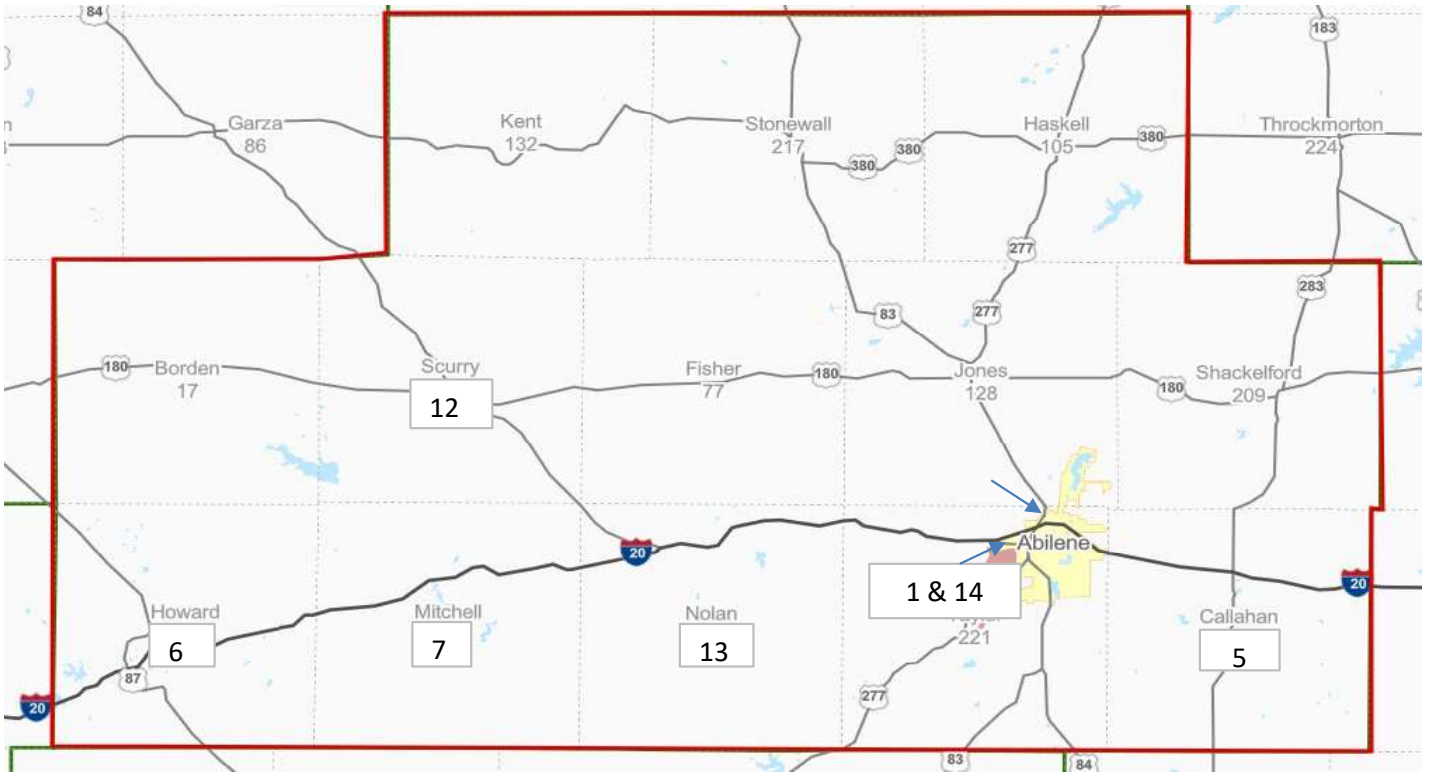 84
183
Garza
86
Kent
132
Stonewall
217
Haskell
105
Throckmorton
224
380
380
380
277
283
83
277
180
Borden
17
Scurry
12
Fisher
77
180
Jones
128
180
Shackelford
209
20
Abilene
20
1 & 14
Howard
6
Mitchell
7
Nolan
13
221
Callahan
5
87
20
277
83
84